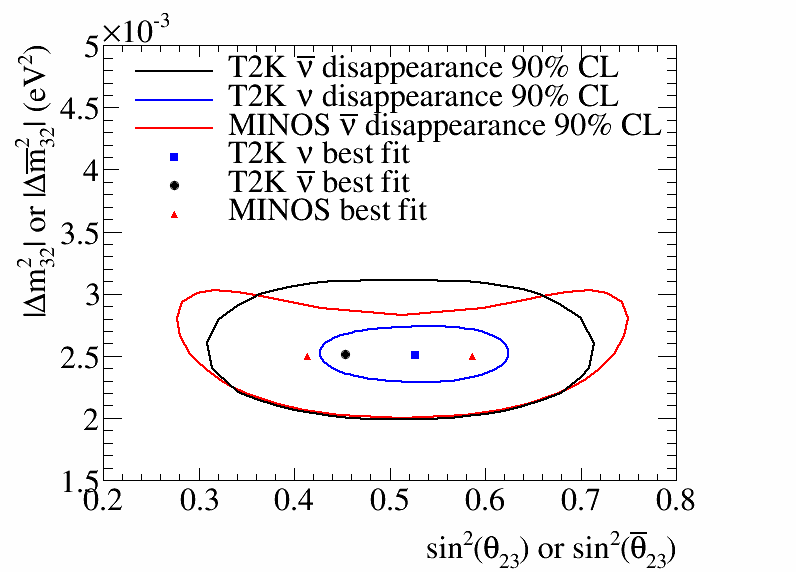 ×10⁻³
|Δm²₃₂| or |Δm̅²₃₂| (eV²)
5
4.5
4
3.5
3
2.5
2
1.5
T2K ν̅ disappearance 90% CL
T2K ν disappearance 90% CL
MINOS ν̅ disappearance 90% CL
T2K ν best fit
T2K ν̅ best fit
MINOS best fit
0.2 0.3 0.4 0.5 0.6 0.7 0.8
sin²(θ₂₃) or sin²(θ̅₂₃)